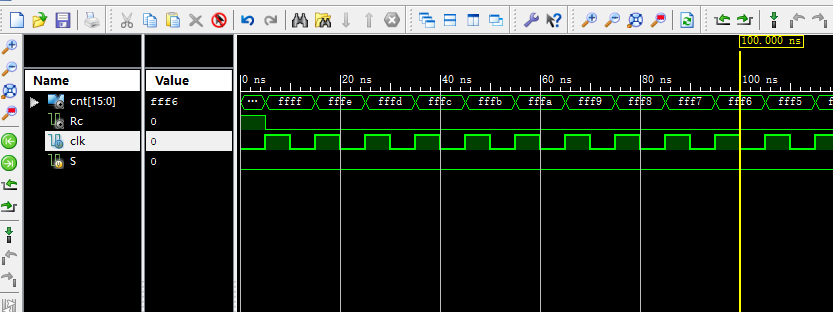 100.000 ns
Name Value
0 ns 20 ns 40 ns 60 ns 80 ns 100 ns
cnt[15:0] fff6 ... ffff fffe fffd fffc fffb fffa fff9 fff8 fff7 fff6 fff5
Rc 0
clk 0
S 0